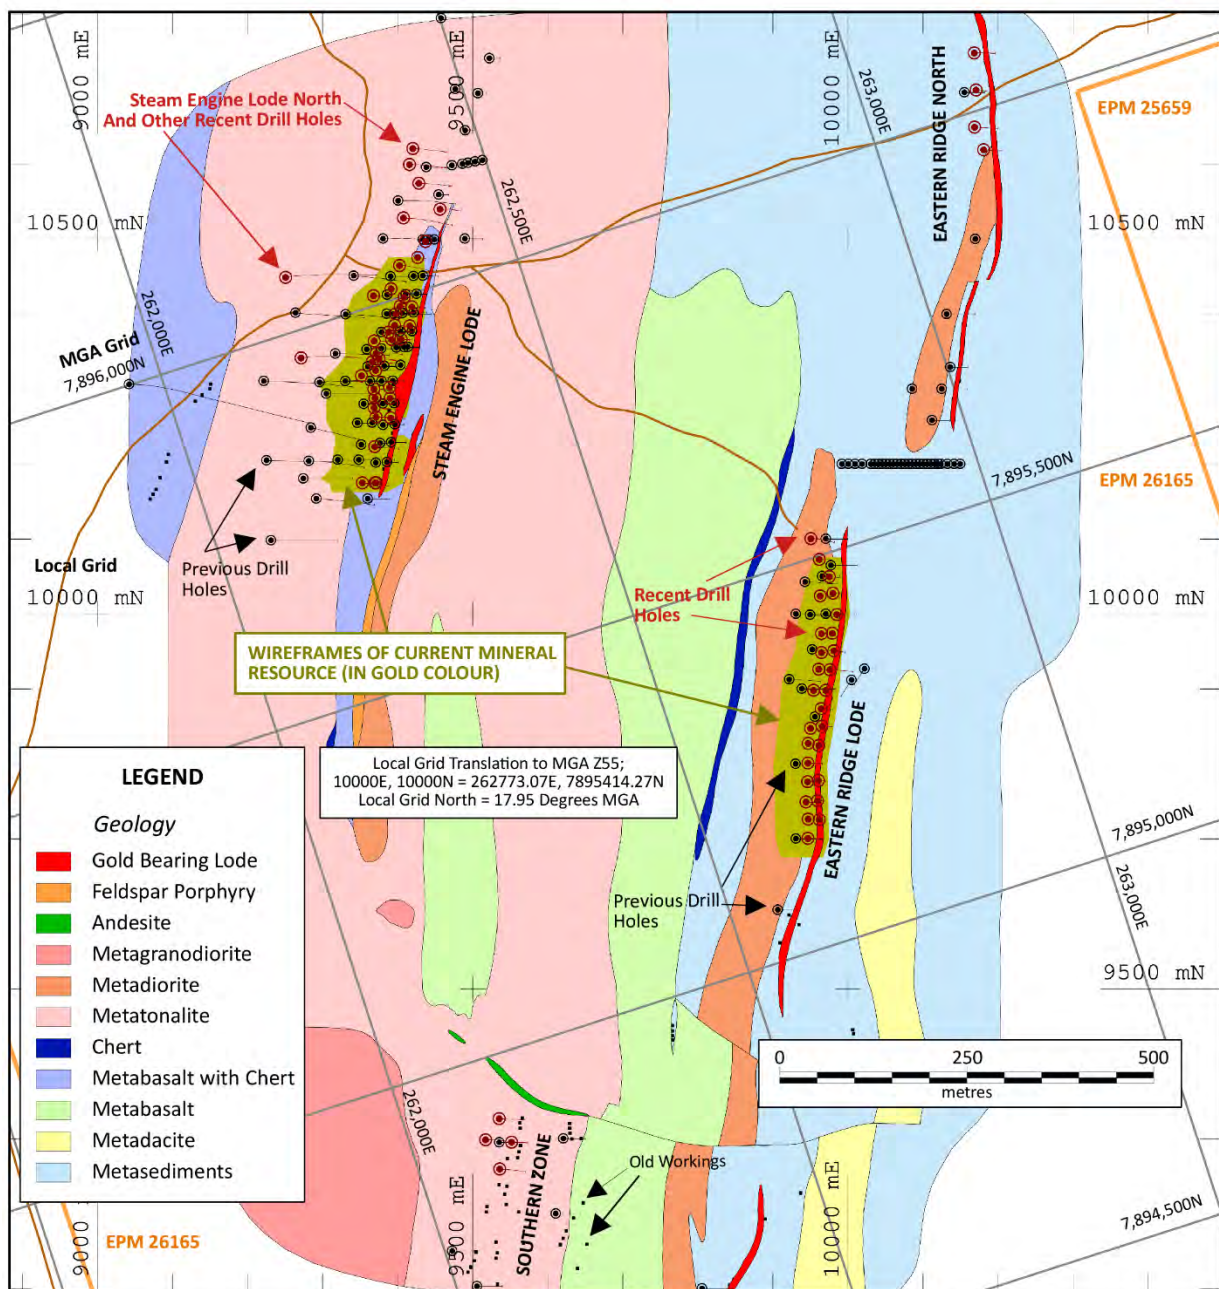 9000 mE
9500 mE
10000 mE
263,000E
EASTERN RIDGE NORTH
EPM 25659
Steam Engine Lode North
And Other Recent Drill Holes
262,500E
10500 mN
10500 mN
262,000E
MGA Grid
7,896,000N
STEAM ENGINE LODE
7,895,500N
EPM 26165
Local Grid
Previous Drill
Holes
10000 mN
Recent Drill
Holes
10000 mN
WIREFRAMES OF CURRENT MINERAL
RESOURCE (IN GOLD COLOUR)
EASTERN RIDGE LODE
Local Grid Translation to MGA Z55;
10000E, 10000N = 262773.07E, 7895414.27N
Local Grid North = 17.95 Degrees MGA
7,895,000N
263,000E
Previous Drill
Holes
9500 mN
LEGEND
Geology
Gold Bearing Lode
Feldspar Porphyry
Andesite
Metagranodiorite
Metadiorite
Metatonalite
Chert
Metabasalt with Chert
Metabasalt
Metadacite
Metasediments
0 250 500
metres
262,000E
Old Workings
SOUTHERN ZONE
7,894,500N
EPM 26165
9000 mE
9500 mE
10000 mE